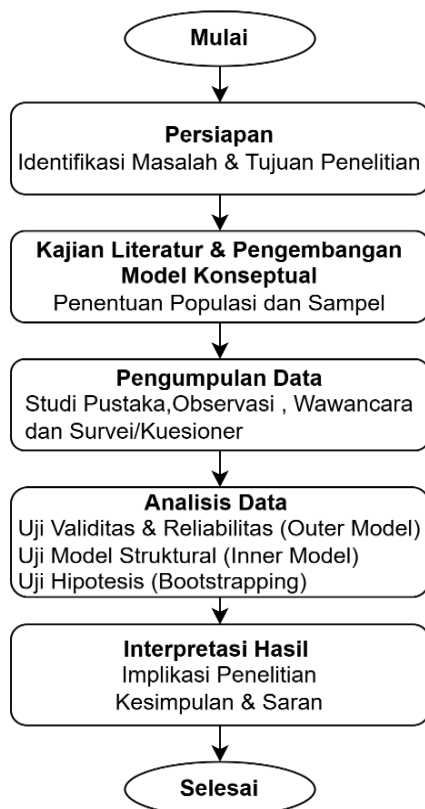 Mulai
Persiapan
Identifikasi Masalah & Tujuan Penelitian
Kajian Literatur & Pengembangan
Model Konseptual
Penentuan Populasi dan Sampel
Pengumpulan Data
Studi Pustaka,Observasi , Wawancara
dan Survei/Kuesioner
Analisis Data
Uji Validitas & Reliabilitas (Outer Model)
Uji Model Struktural (Inner Model)
Uji Hipotesis (Bootstrapping)
Interpretasi Hasil
Implikasi Penelitian
Kesimpulan & Saran
Selesai